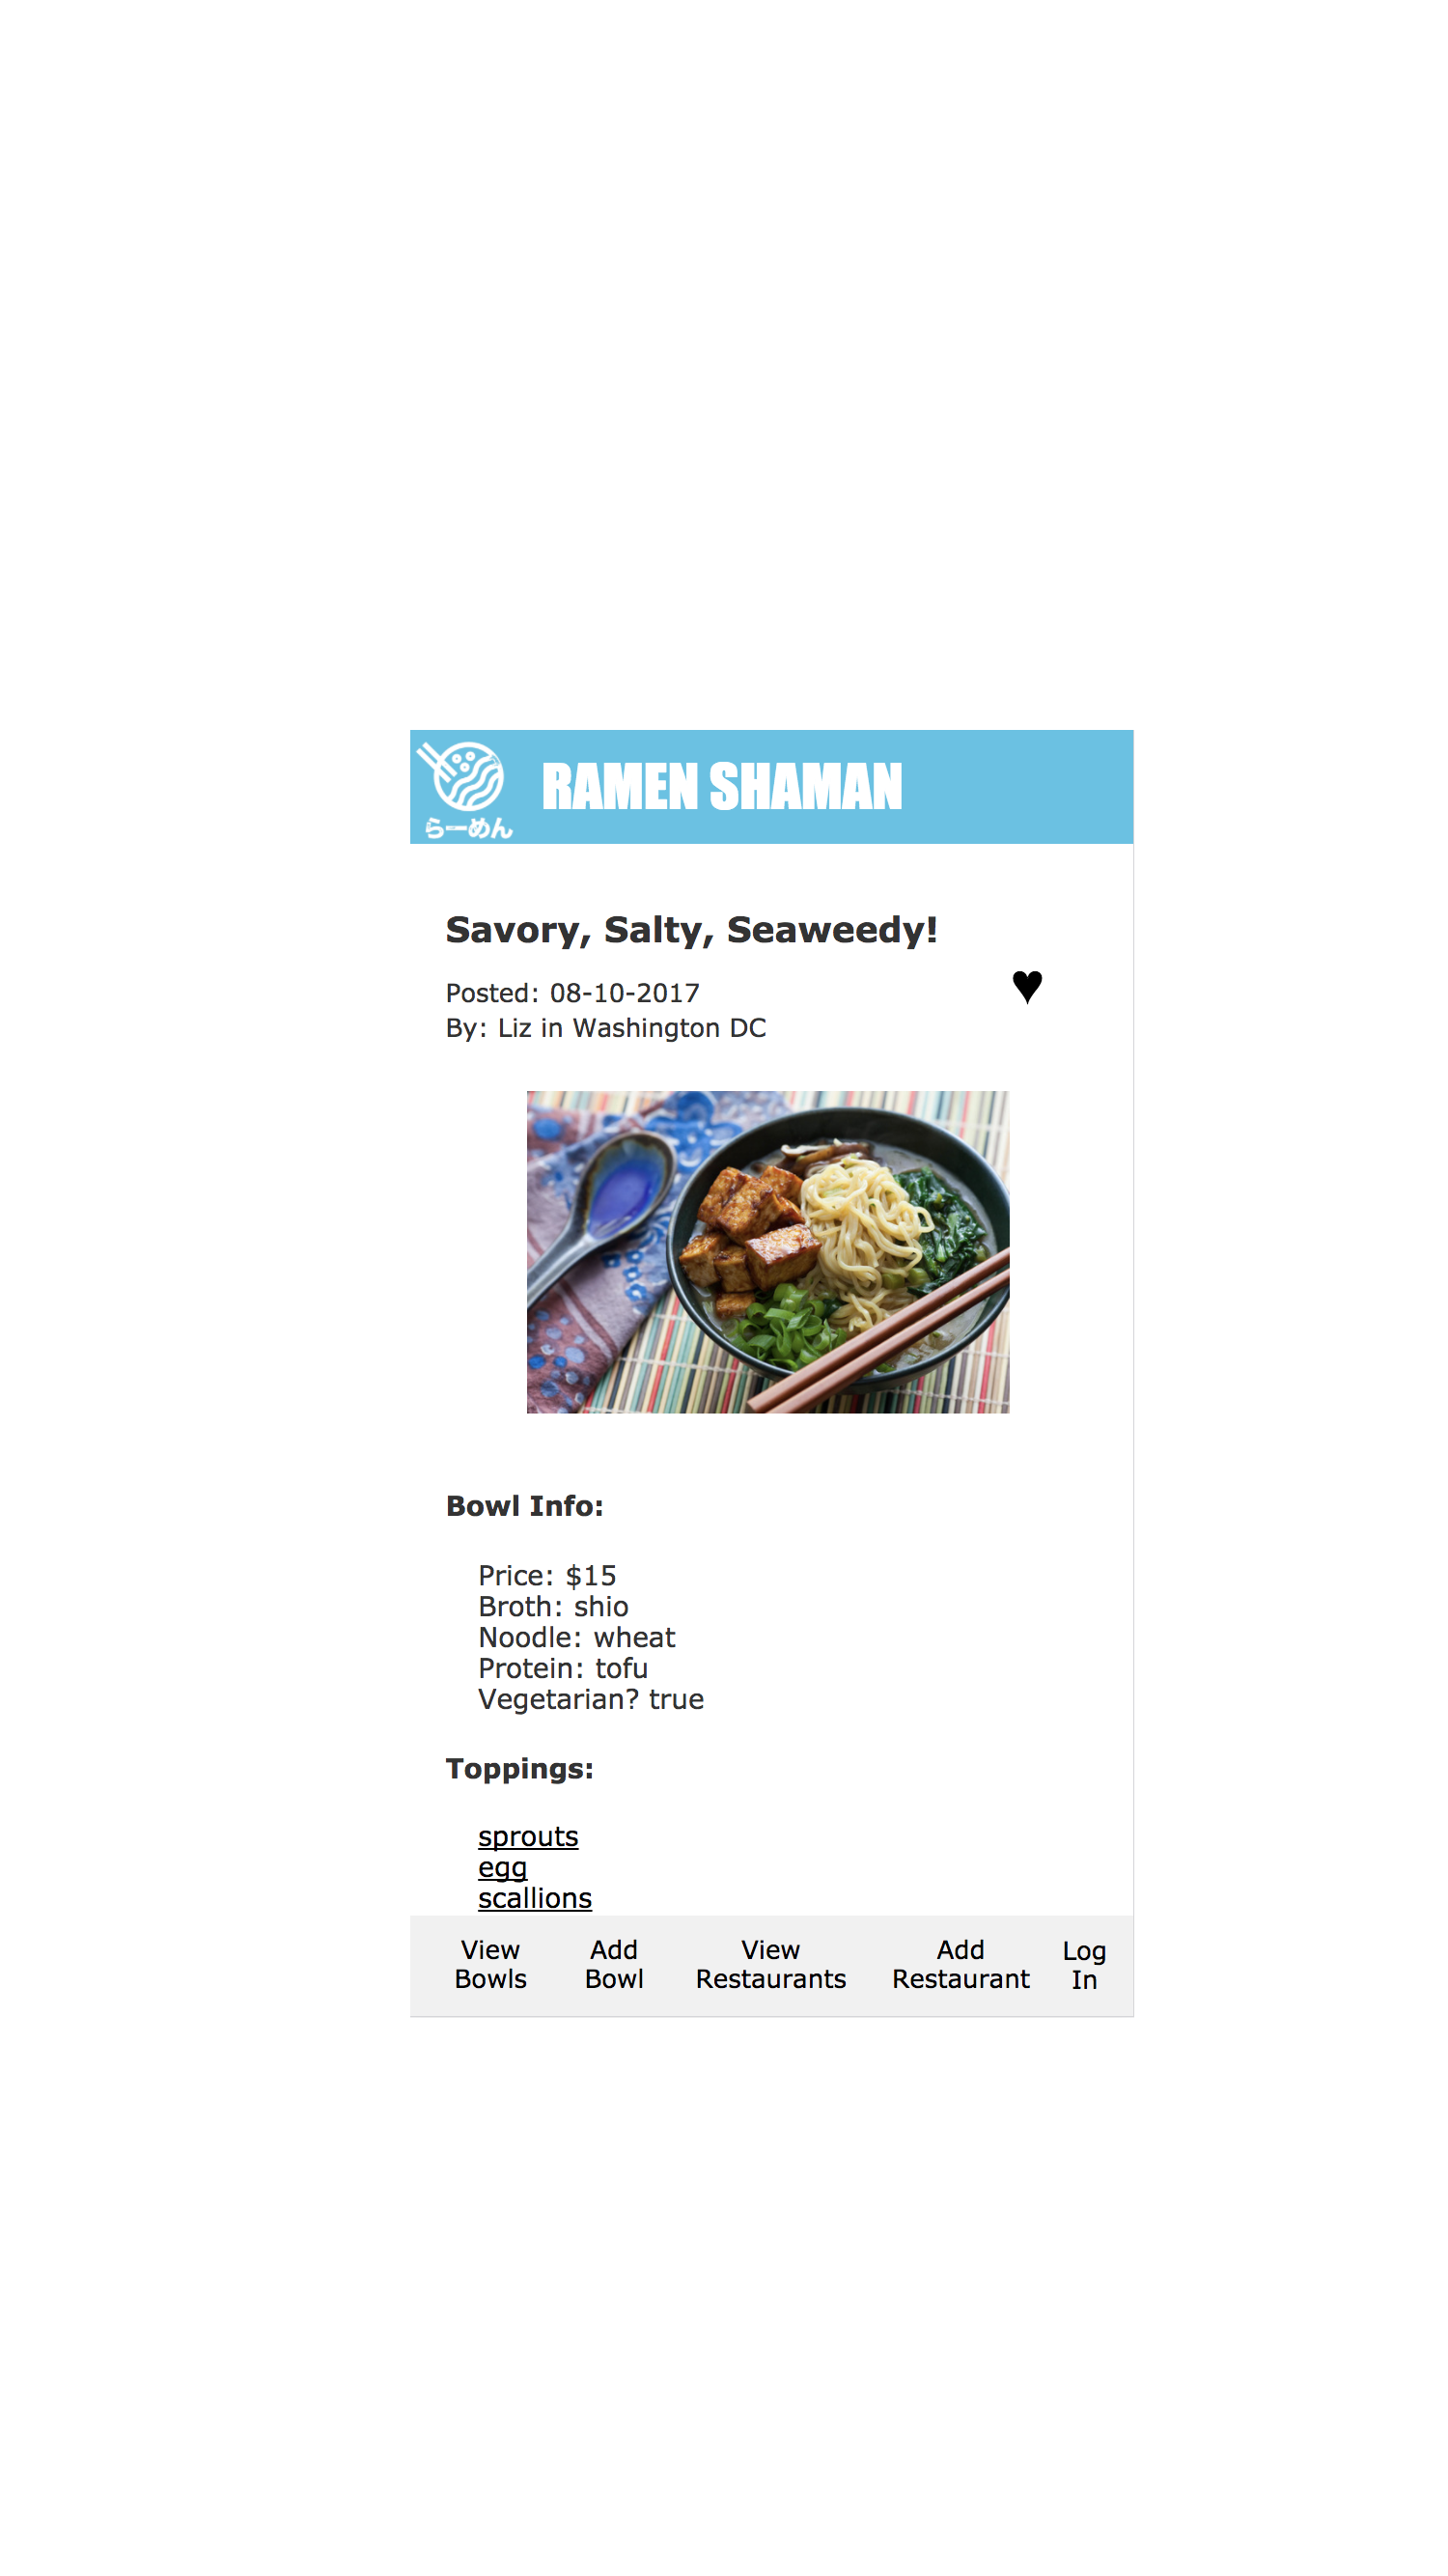 らーめん
RAMEN SHAMAN
Savory, Salty, Seaweedy!
Posted: 08-10-2017
By: Liz in Washington DC
Bowl Info:
Price: $15
Broth: shio
Noodle: wheat
Protein: tofu
Vegetarian? true
Toppings:
sprouts
egg
scallions
View Bowls
Add Bowl
View Restaurants
Add Restaurant
Log In